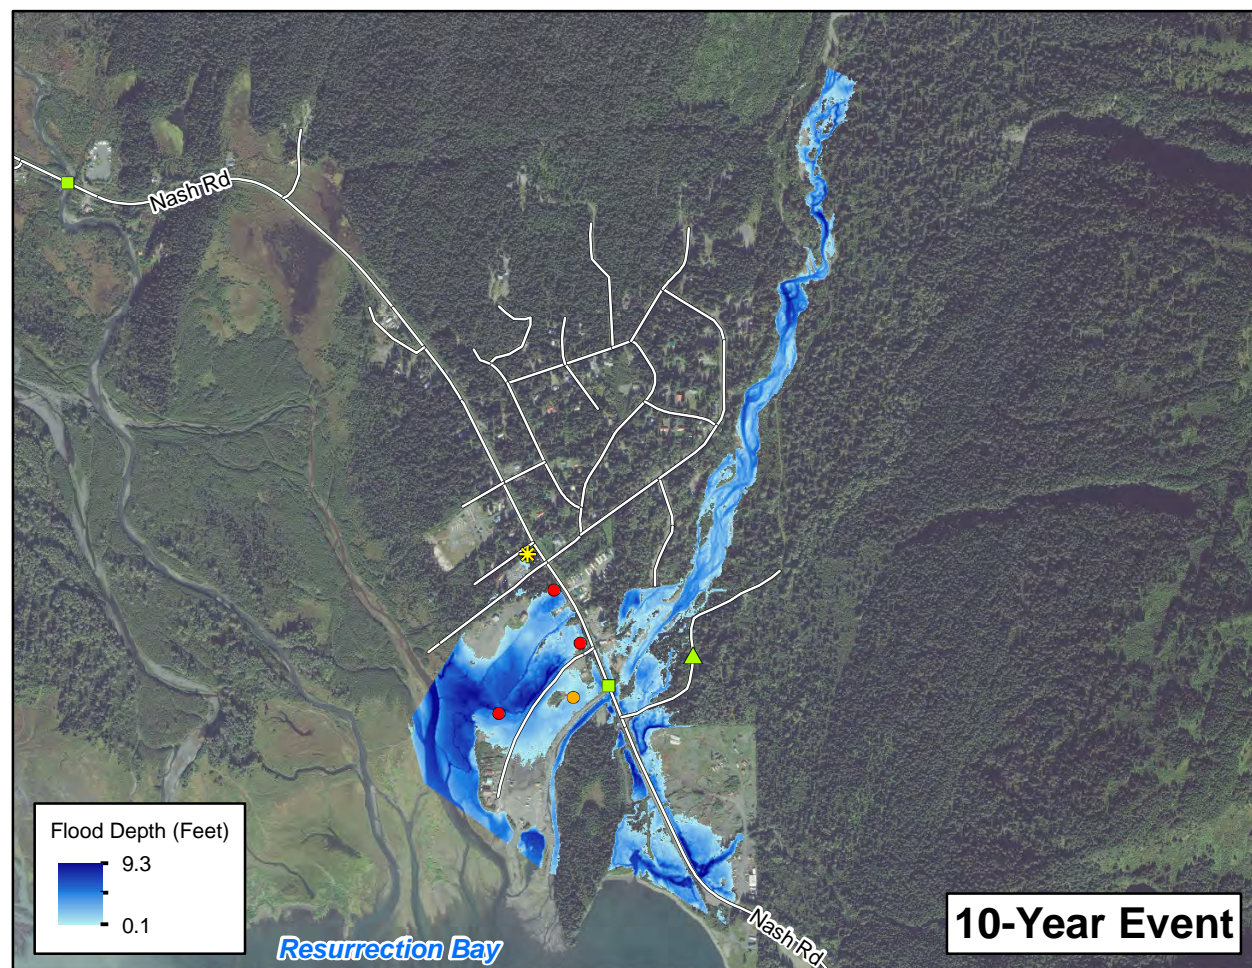 Nash Rd
Flood Depth (Feet)
9.3
0.1
Resurrection Bay
10-Year Event
Nash Rd